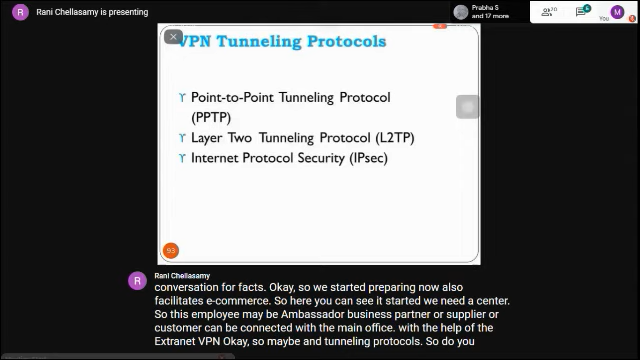 R Rani Chellasamy is presenting
Prabha S
and 17 more
70
6
You
M
VPN Tunneling Protocols
Point-to-Point Tunneling Protocol
(PPTP)
Layer Two Tunneling Protocol (L2TP)
Internet Protocol Security (IPsec)
93
R
Rani Chellasamy
conversation for facts. Okay, so we started preparing now also
facilitates e-commerce. So here you can see it started we need a center.
So this employee may be Ambassador business partner or supplier or
customer can be connected with the main office. with the help of the
Extranet VPN Okay, so maybe and tunneling protocols. So do you